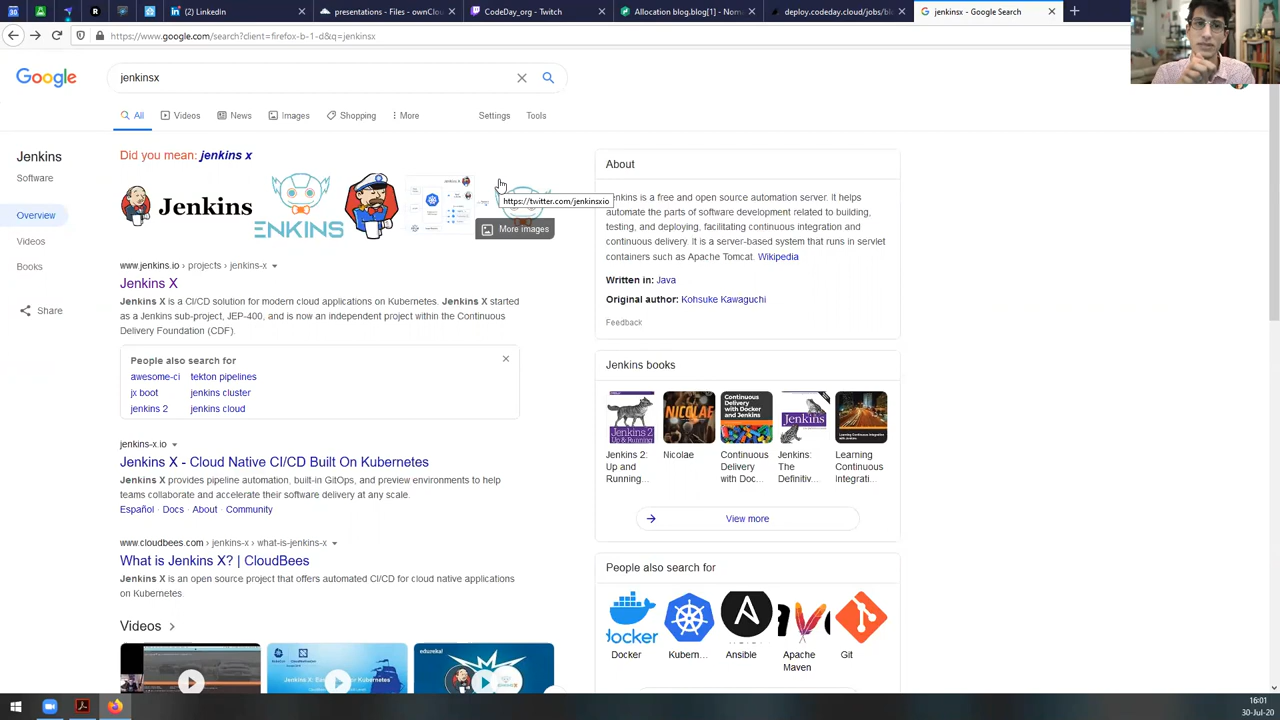 (2) LinkedIn
presentations - Files - ownClou
CodeDay_org - Twitch
Allocation blog.blog[1] - Noma
deploy.codeday.cloud/jobs/blo
jenkinsx - Google Search
https://www.google.com/search?client=firefox-b-1-d&q=jenkinsx
Google
jenkinsx
All
Videos
News
Images
Shopping
More
Settings
Tools
Jenkins
Software
Overview
Videos
Books
Share
Did you mean: jenkins x
Jenkins
ENKINS
https://twitter.com/jenkinsxio
More images
www.jenkins.io › projects › jenkins-x
Jenkins X
Jenkins X is a CI/CD solution for modern cloud applications on Kubernetes. Jenkins X started
as a Jenkins sub-project, JEP-400, and is now an independent project within the Continuous
Delivery Foundation (CDF).
People also search for
awesome-ci
tekton pipelines
jx boot
jenkins cluster
jenkins 2
jenkins cloud
jenkins-x.io
Jenkins X - Cloud Native CI/CD Built On Kubernetes
Jenkins X provides pipeline automation, built-in GitOps, and preview environments to help
teams collaborate and accelerate their software delivery at any scale.
Español · Docs · About · Community
www.cloudbees.com › jenkins-x › what-is-jenkins-x
What is Jenkins X? | CloudBees
Jenkins X is an open source project that offers automated CI/CD for cloud native applications
on Kubernetes.
Videos
About
enkins is a free and open source automation server. It helps
automate the parts of software development related to building,
testing, and deploying, facilitating continuous integration and
continuous delivery. It is a server-based system that runs in servlet
containers such as Apache Tomcat. Wikipedia
Written in: Java
Original author: Kohsuke Kawaguchi
Feedback
Jenkins books
Jenkins 2: Up and Running...
Nicolae
Continuous Delivery with Doc...
Jenkins: The Definitiv...
Learning Continuous Integrati...
View more
People also search for
docker
Docker
Kubern...
Ansible
Apache Maven
Git
16:01
30-Jul-20